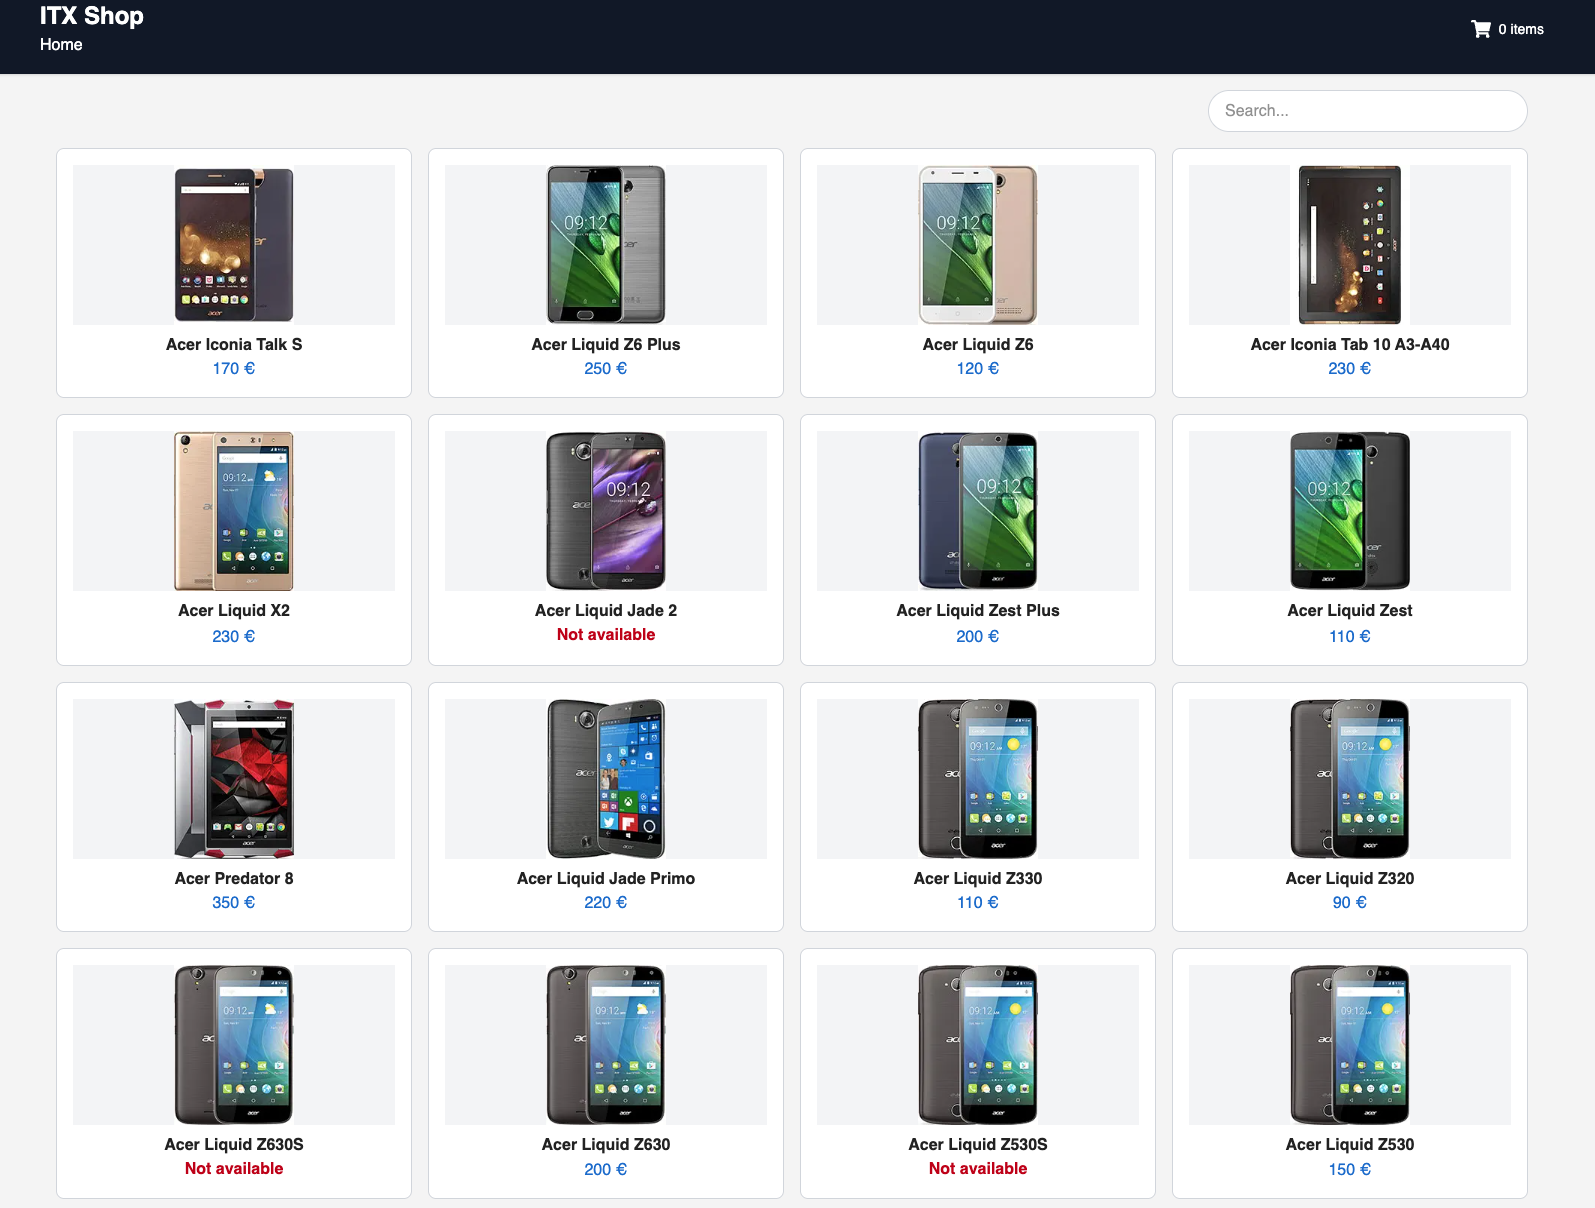 ITX Shop
Home
0 items
Search...
Acer Iconia Talk S
170 €
Acer Liquid Z6 Plus
250 €
Acer Liquid Z6
120 €
Acer Iconia Tab 10 A3-A40
230 €
Acer Liquid X2
230 €
Acer Liquid Jade 2
Not available
Acer Liquid Zest Plus
200 €
Acer Liquid Zest
110 €
Acer Predator 8
350 €
Acer Liquid Jade Primo
220 €
Acer Liquid Z330
110 €
Acer Liquid Z320
90 €
Acer Liquid Z630S
Not available
Acer Liquid Z630
200 €
Acer Liquid Z530S
Not available
Acer Liquid Z530
150 €